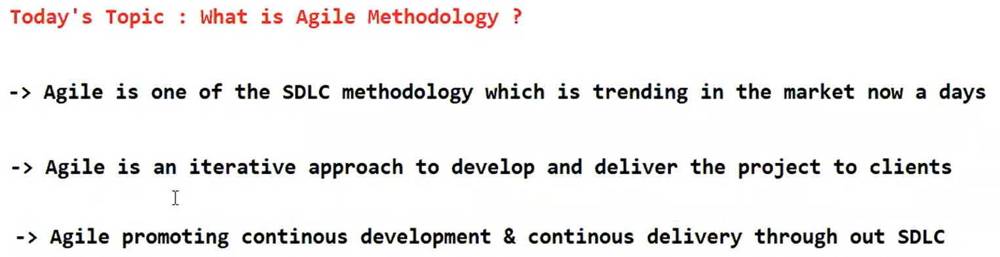 Today's Topic : What is Agile Methodology ?
-> Agile is one of the SDLC methodology which is trending in the market now a days
-> Agile is an iterative approach to develop and deliver the project to clients
-> Agile promoting continous development & continous delivery through out SDLC